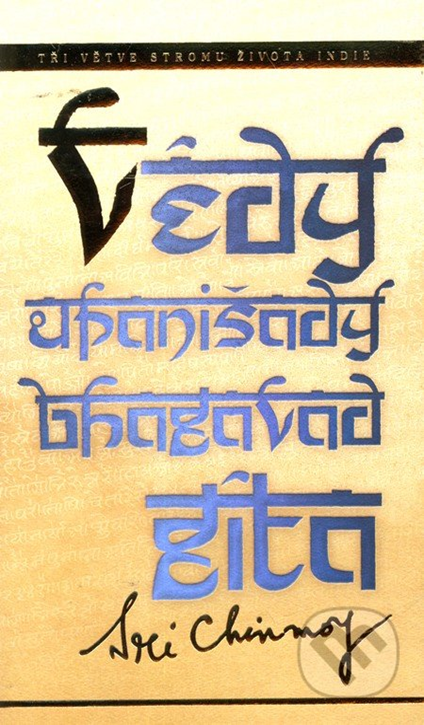 TŘI VĚTVE STROMU ŽIVOTA INDIE
Védy
upanišady
bhagavad
gíta
Sri Chinmoy